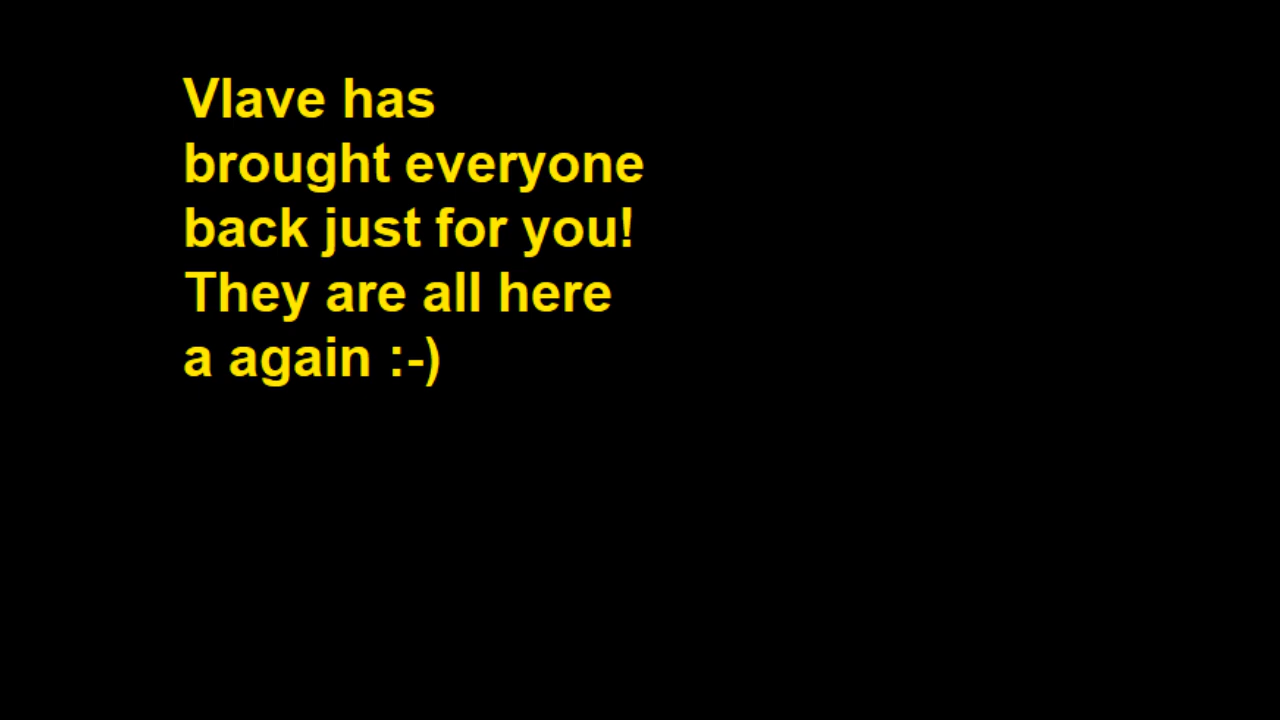 Vlave has
brought everyone
back just for you!
They are all here
a again :-)